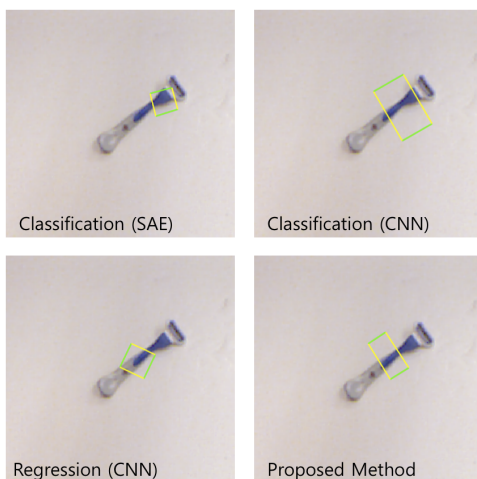 Classification (SAE)
Classification (CNN)
Regression (CNN)
Proposed Method